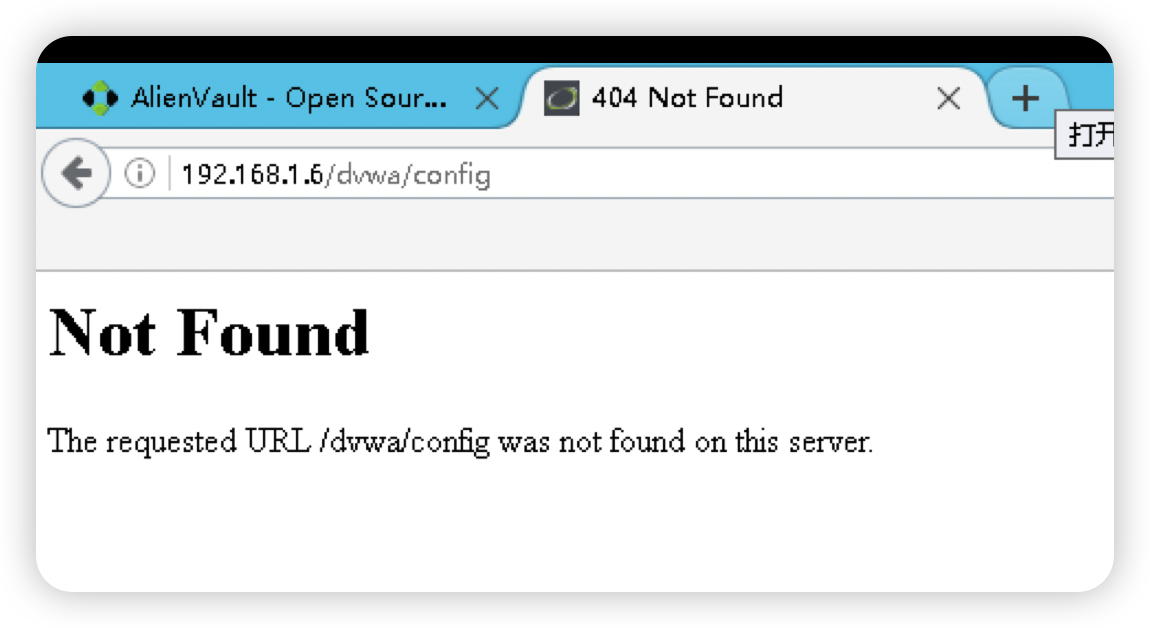 AlienVault - Open Sour...
404 Not Found
打开
192.168.1.6/dvwa/config
Not Found
The requested URL /dvwa/config was not found on this server.